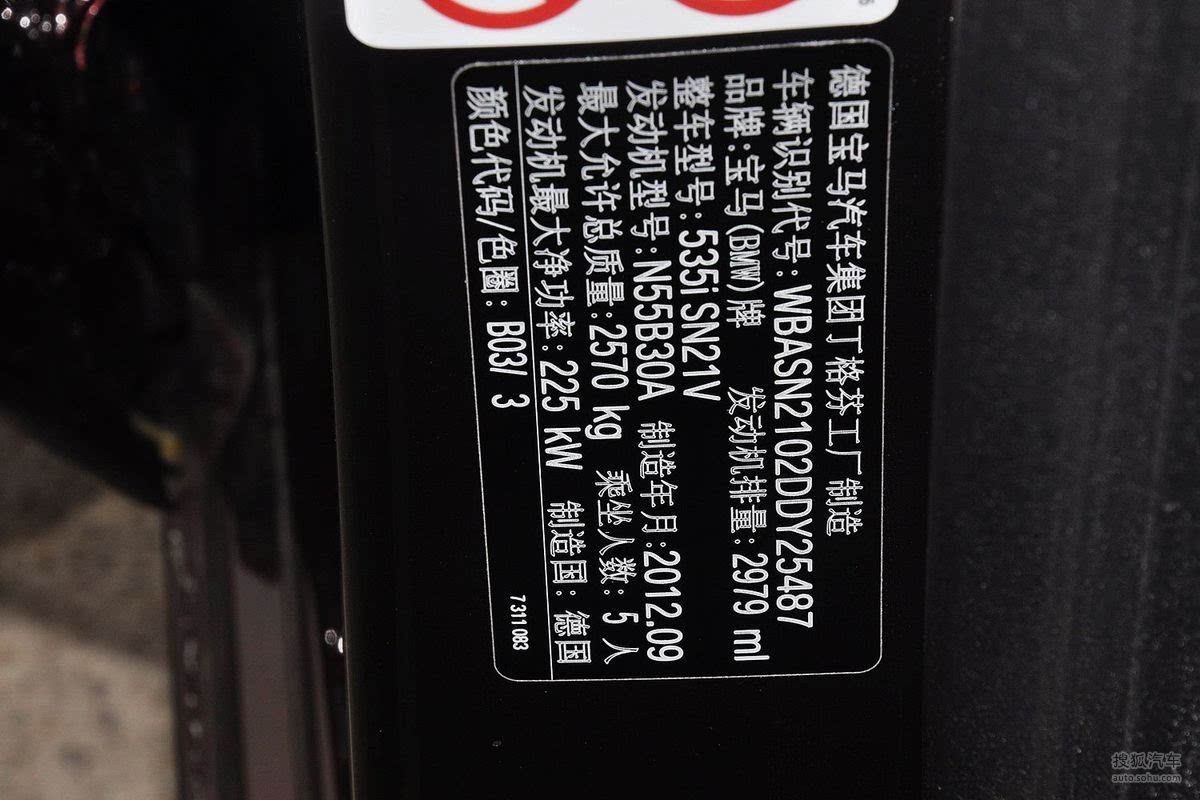 德国宝马汽车集团丁格芬工厂 制造
车辆识别代号: WBASN2102DDY25487
品牌:宝马(BMW)牌 发动机排量: 2979 ml
整车型号:535i SN21V
发动机型号:N55B30A 制造年月:2012.09
最大允许总质量:2570 kg 乘坐人数: 5 人
发动机最大净功率: 225 kW 制造国: 德国
颜色代码/色圈: B03/ 3 7311083
搜狐汽车
auto.sohu.com